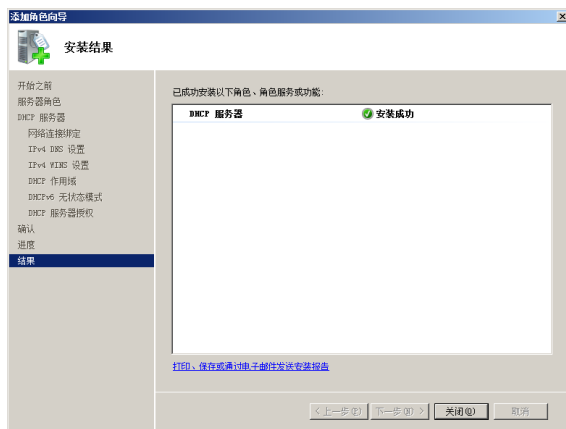 添加角色向导
安装结果
开始之前
服务器角色
DHCP 服务器
网络连接绑定
IPv4 DNS 设置
IPv4 WINS 设置
DHCP 作用域
DHCPv6 无状态模式
DHCP 服务器授权
确认
进度
结果
已成功安装以下角色、角色服务或功能:
DHCP 服务器 安装成功
打印、保存或通过电子邮件发送安装报告
< 上一步(P) 下一步(N) > 关闭(O) 取消